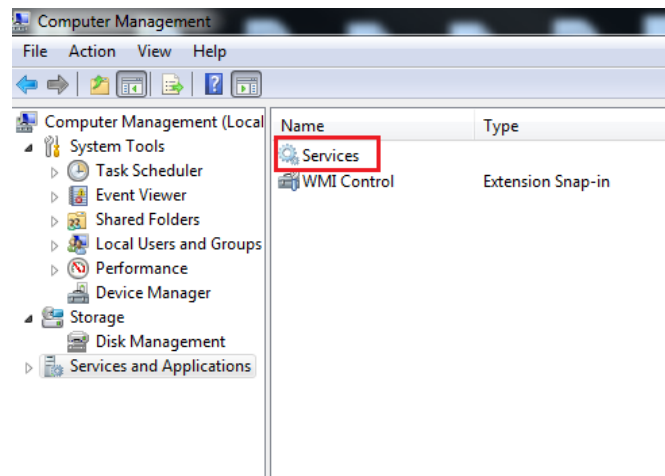 Computer Management
File Action View Help
Computer Management (Local
System Tools
Task Scheduler
Event Viewer
Shared Folders
Local Users and Groups
Performance
Device Manager
Storage
Disk Management
Services and Applications
Name Type
Services
WMI Control Extension Snap-in